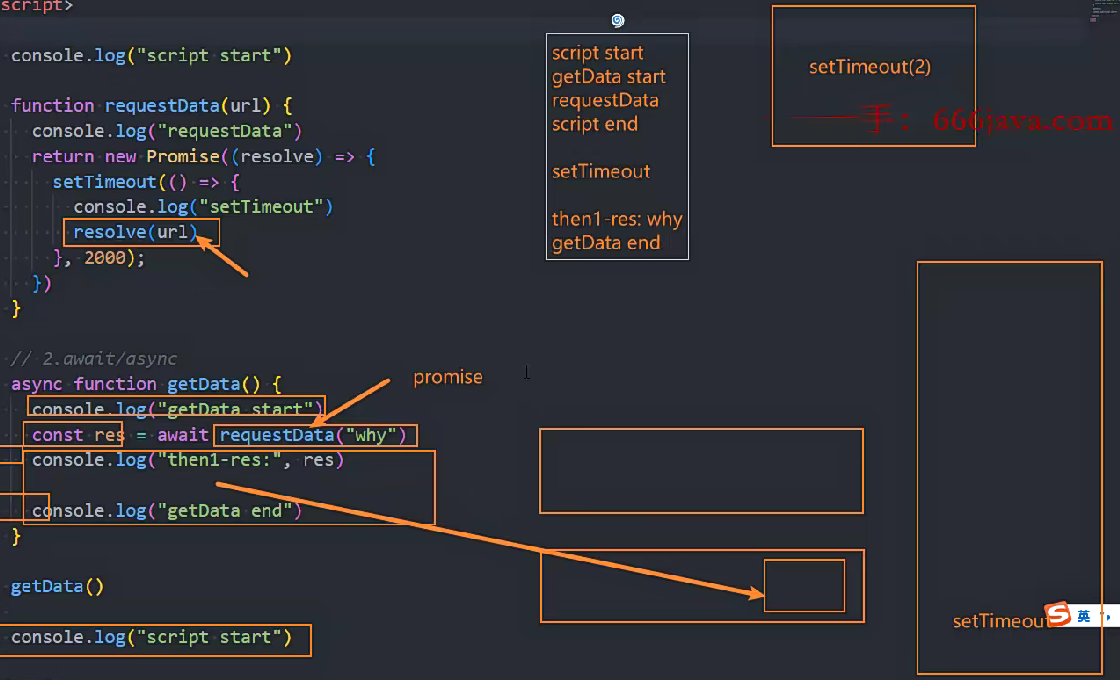 script>
console.log("script start")
function requestData(url) {
console.log("requestData")
return new Promise((resolve) => {
setTimeout(() => {
console.log("setTimeout")
resolve(url)
}, 2000);
})
}
// 2.await/async
async function getData() {
console.log("getData start")
const res = await requestData("why")
console.log("then1-res:", res)
console.log("getData end")
}
getData()
console.log("script start")
promise
script start
getData start
requestData
script end
setTimeout
then1-res: why
getData end
setTimeout(2)
一手：666java.com
setTimeout
英